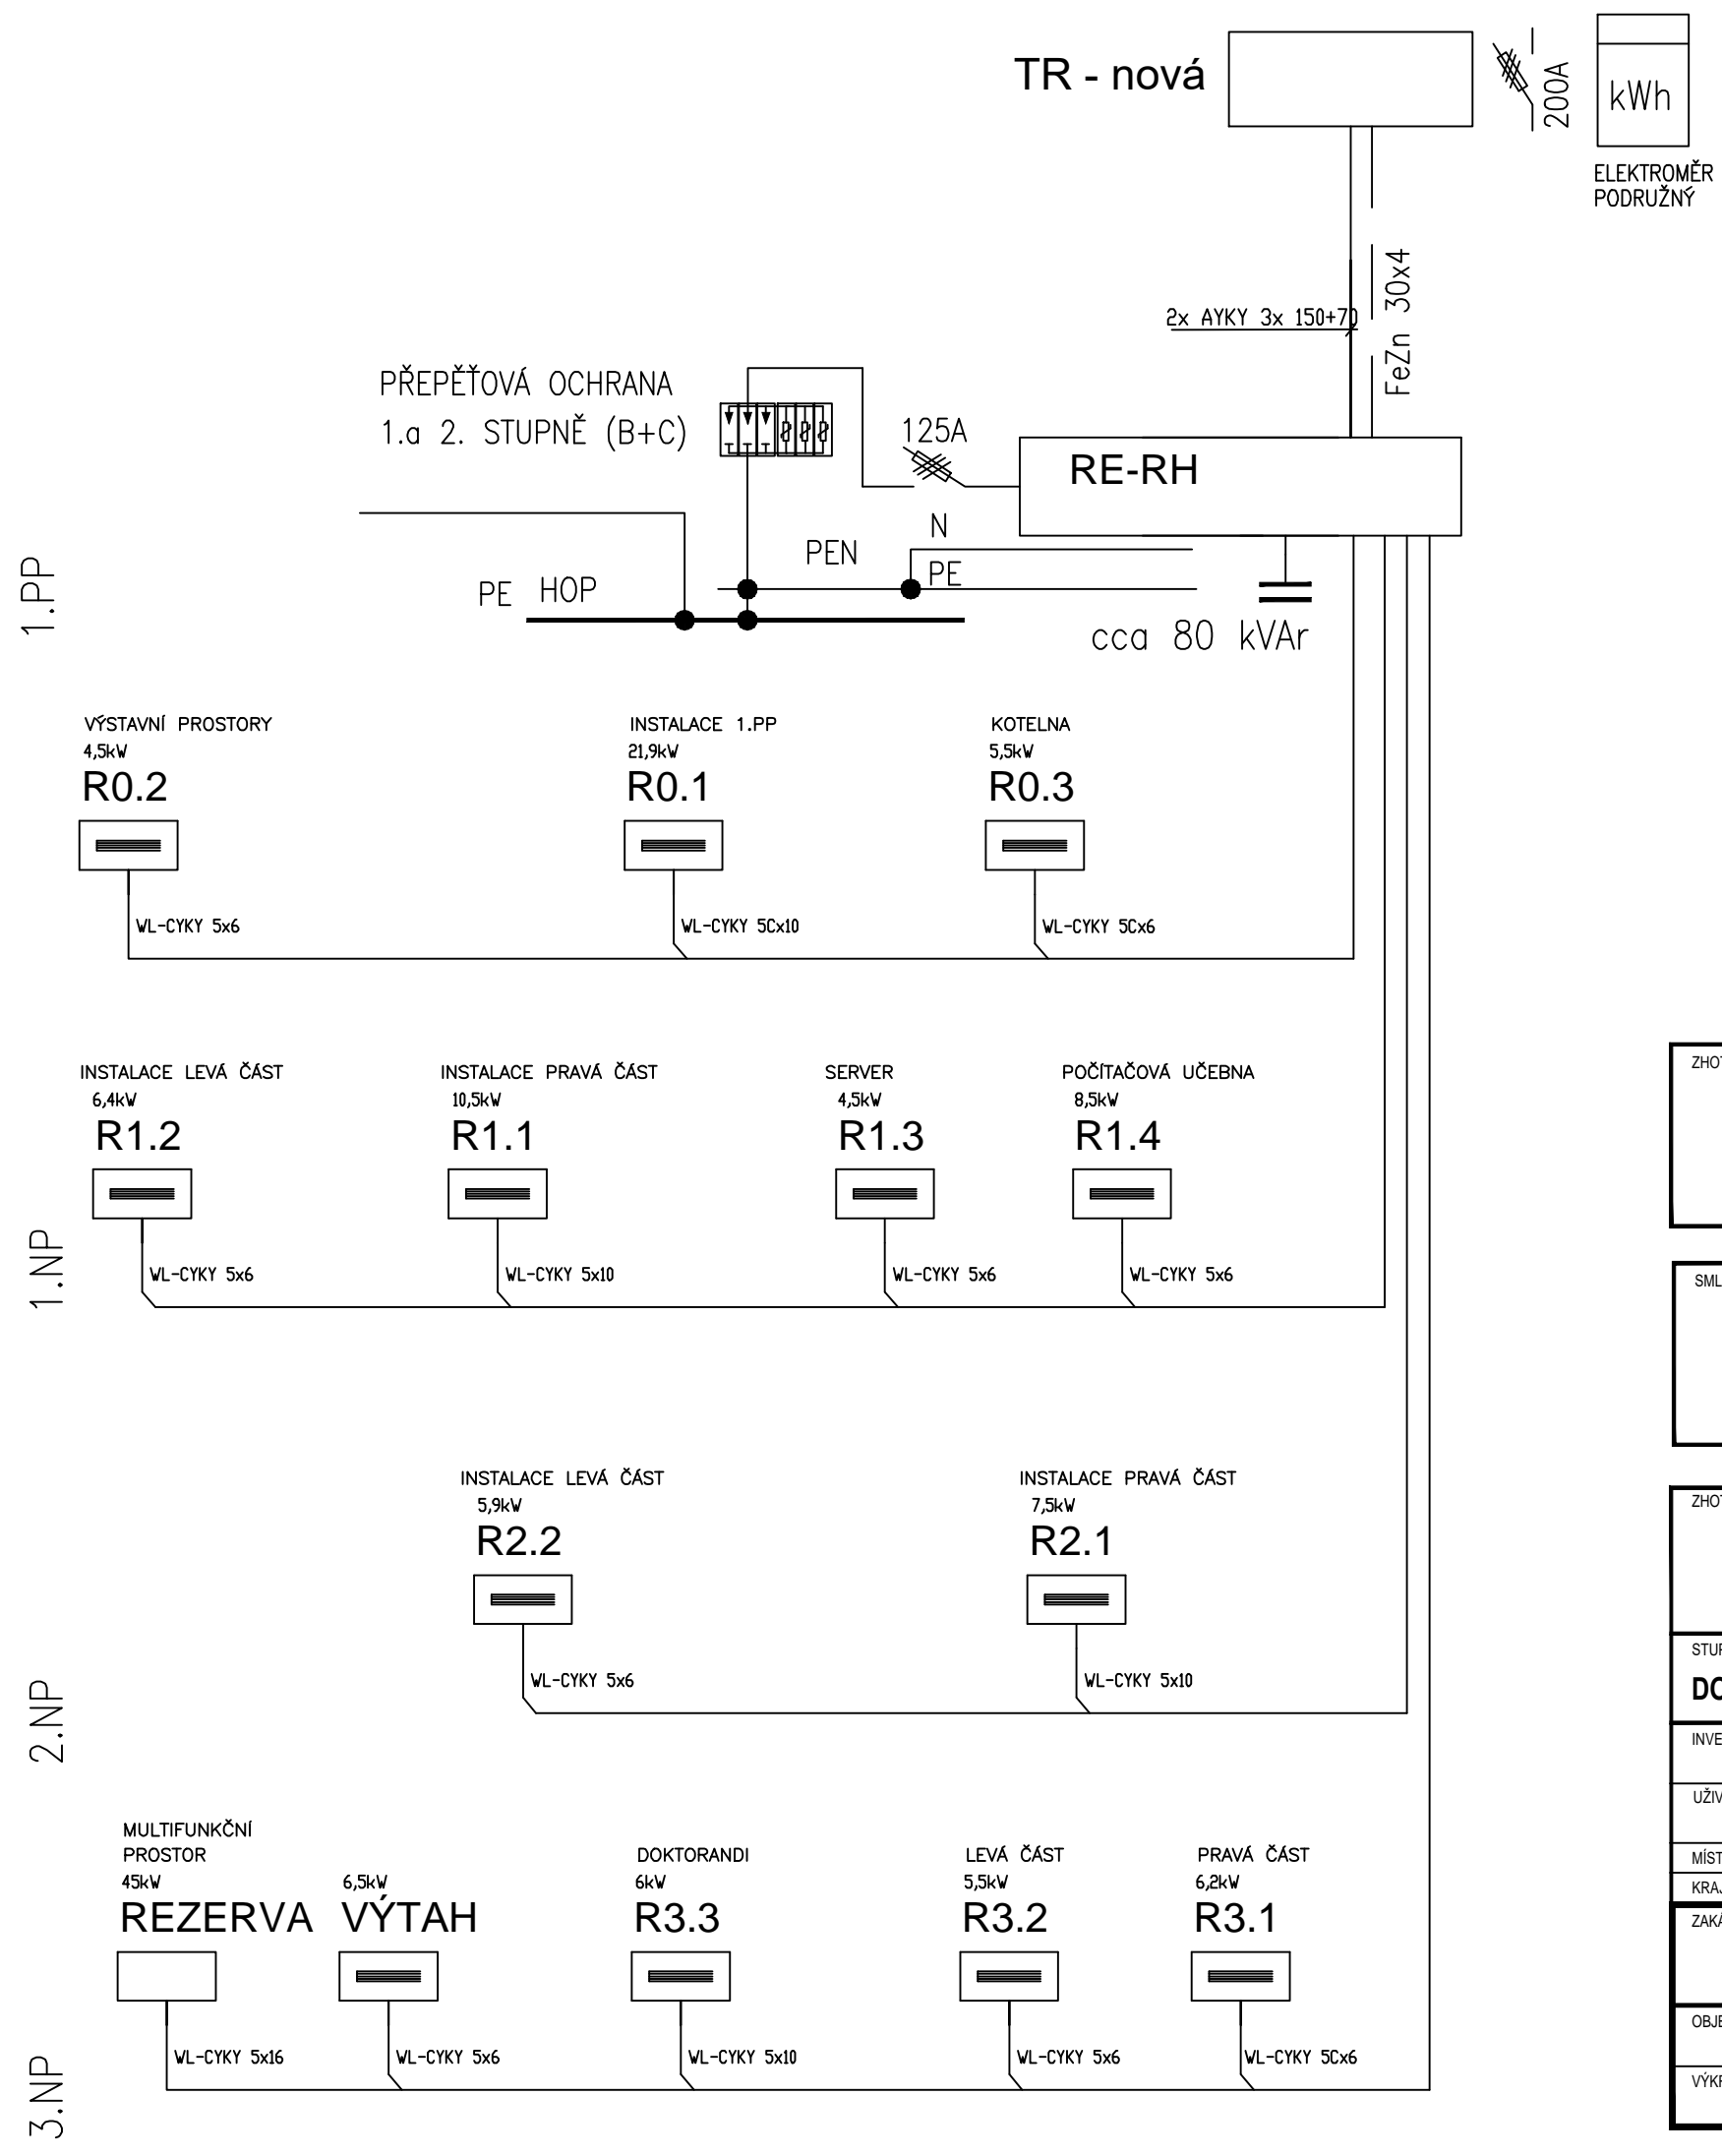 TR - nová
200A
kWh
ELEKTROMĚR
PODRUŽNÝ
2x AYKY 3x 150+70
FeZn 30x4
PŘEPĚŤOVÁ OCHRANA
1.a 2. STUPNĚ (B+C)
125A
RE-RH
N
PEN
PE
PE HOP
cca 80 kVAr
1.PP
VÝSTAVNÍ PROSTORY
4,5kW
R0.2
WL-CYKY 5x6
INSTALACE 1.PP
21,9kW
R0.1
WL-CYKY 5Cx10
KOTELNA
5,5kW
R0.3
WL-CYKY 5Cx6
1.NP
INSTALACE LEVÁ ČÁST
6,4kW
R1.2
WL-CYKY 5x6
INSTALACE PRAVÁ ČÁST
10,5kW
R1.1
WL-CYKY 5x10
SERVER
4,5kW
R1.3
WL-CYKY 5x6
POČÍTAČOVÁ UČEBNA
8,5kW
R1.4
WL-CYKY 5x6
2.NP
INSTALACE LEVÁ ČÁST
5,9kW
R2.2
WL-CYKY 5x6
INSTALACE PRAVÁ ČÁST
7,5kW
R2.1
WL-CYKY 5x10
3.NP
MULTIFUNKČNÍ
PROSTOR
45kW
REZERVA
WL-CYKY 5x16
6,5kW
VÝTAH
WL-CYKY 5x6
DOKTORANDI
6kW
R3.3
WL-CYKY 5x10
LEVÁ ČÁST
5,5kW
R3.2
WL-CYKY 5x6
PRAVÁ ČÁST
6,2kW
R3.1
WL-CYKY 5Cx6